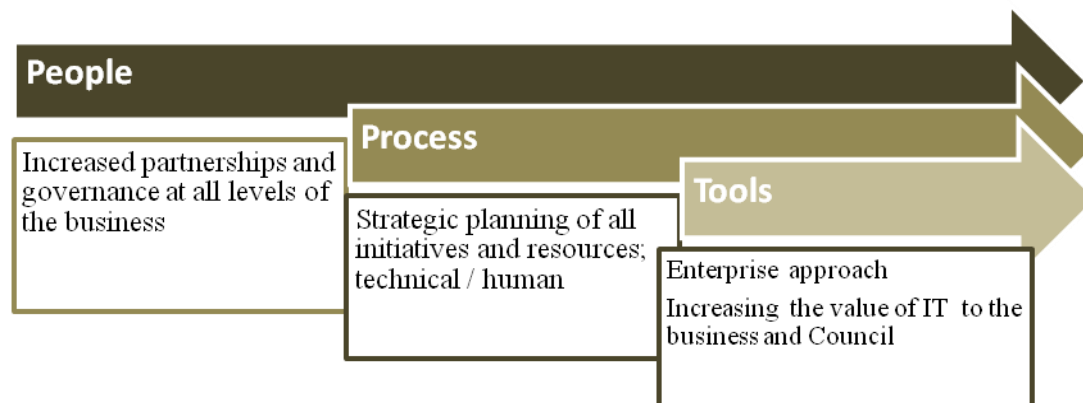 People
Increased partnerships and
governance at all levels of
the business
Process
Strategic planning of all
initiatives and resources;
technical / human
Tools
Enterprise approach
Increasing the value of IT to the
business and Council